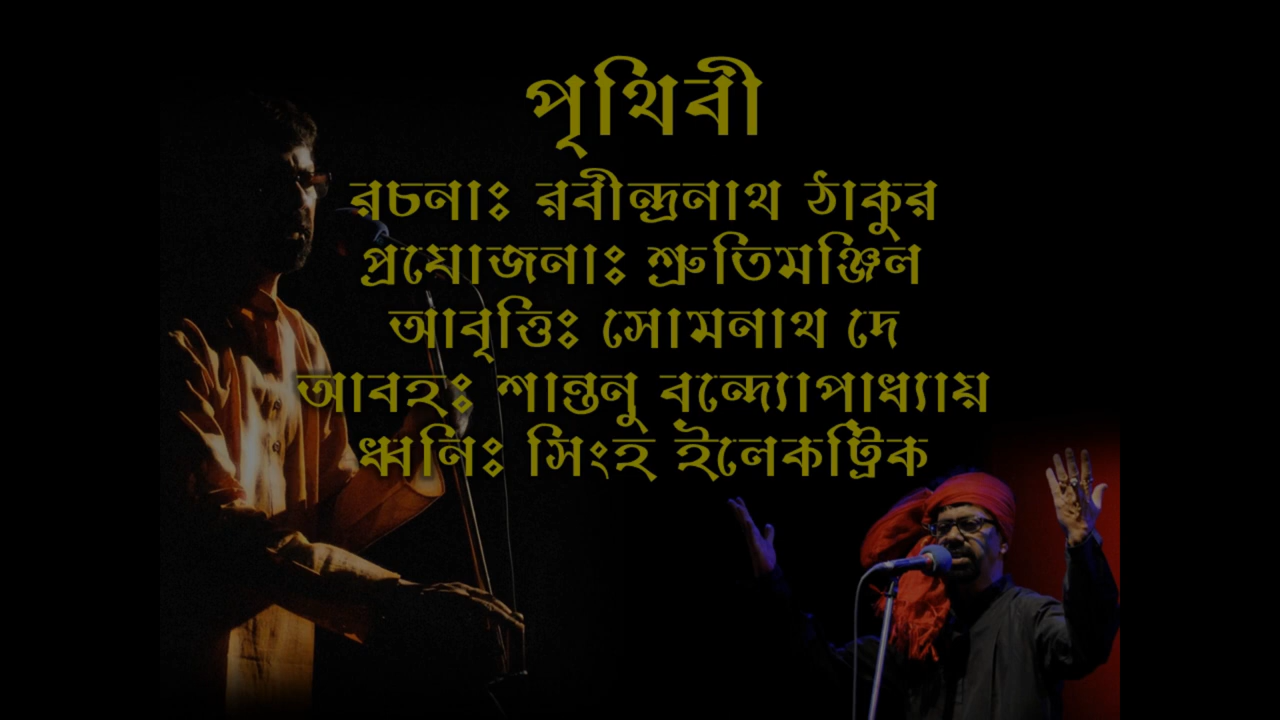 পৃথিবী
রচনাঃ রবীন্দ্রনাথ ঠাকুর
প্রযোজনাঃ শ্রুতিমঞ্জিল
আবৃত্তিঃ সোমনাথ দে
আবহঃ শান্তনু বন্দ্যোপাধ্যায়
ধ্বনিঃ সিংহ ইলেকট্রিক